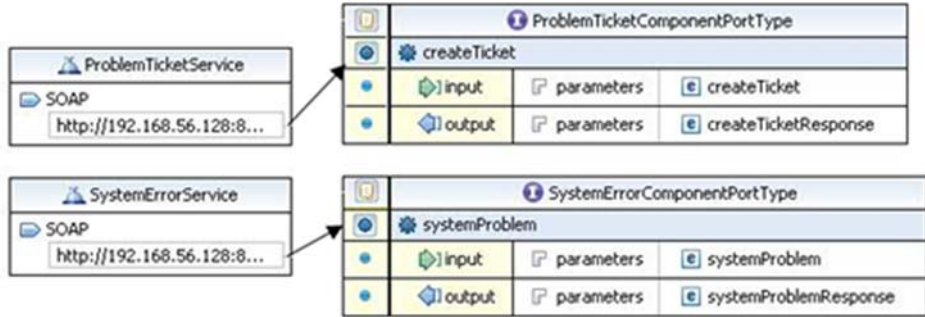 ProblemTicketService
SOAP
http://192.168.56.128:8...
ProblemTicketComponentPortType
createTicket
input parameters createTicket
output parameters createTicketResponse
SystemErrorService
SOAP
http://192.168.56.128:8...
SystemErrorComponentPortType
systemProblem
input parameters systemProblem
output parameters systemProblemResponse